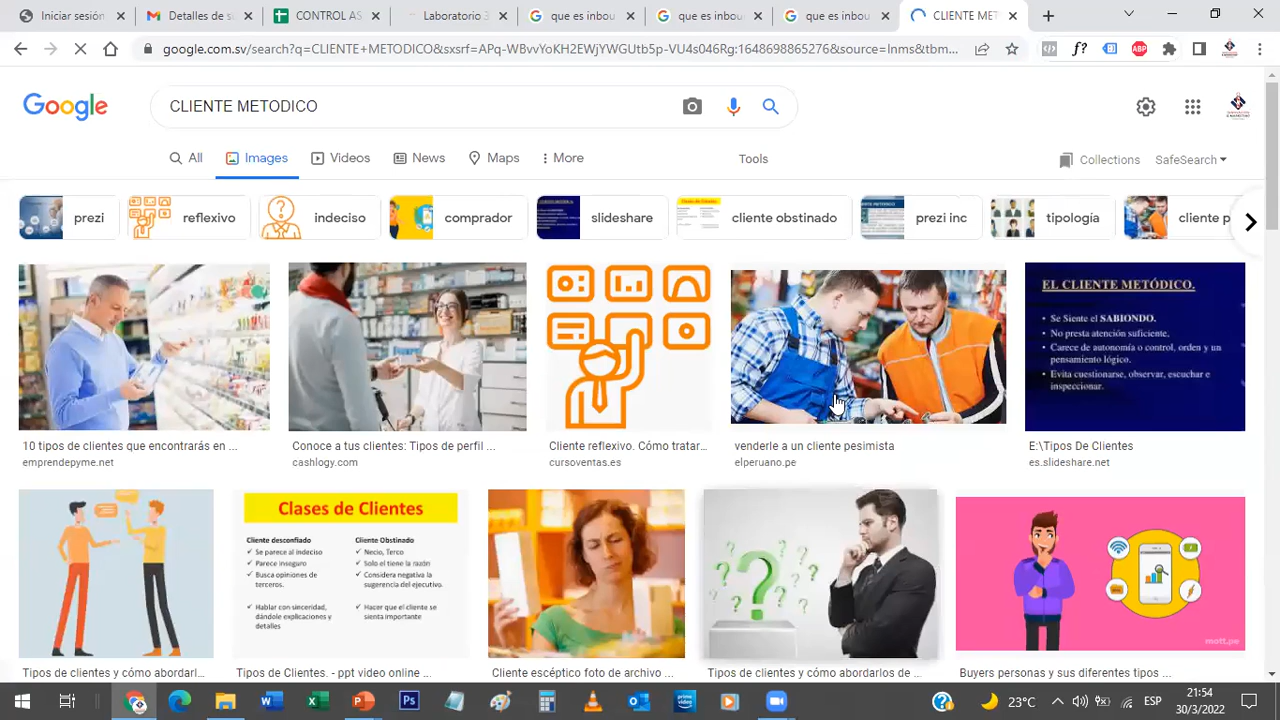 Iniciar sesión
Mensajes de
CONTROL AS
Laboratorio 3
que es inbou
que es inbou
que es inbou
CLIENTE MET
google.com.sv/search?q=CLIENTE+METODICO&sxsrf=APq-WBvvYoKH2EWjYWGUtb5p-VU4s046Rg:1648698865276&source=lnms&tbm...
ABP
Google
CLIENTE METODICO
All
Images
Videos
News
Maps
More
Tools
Collections
SafeSearch
prezi
reflexivo
indeciso
comprador
slideshare
cliente obstinado
prezi inc
tipología
cliente p
EL CLIENTE METÓDICO.
• Se Siente el SABIONDO.
• No presta atención suficiente.
• Carece de autonomía o control, orden y un
pensamiento lógico.
• Evita cuestionarse, observar, escuchar e
inspeccionar.
10 tipos de clientes que encontrarás en ...
emprendepyme.net
Conoce a tus clientes: Tipos de perfil ...
cashlogy.com
Cliente reflexivo. Cómo tratar...
cursoventas.es
venderle a un cliente pesimista
elperuano.pe
E:\Tipos De Clientes
es.slideshare.net
Clases de Clientes
Cliente desconfiado
✓ Se parece al indeciso
✓ Parece inseguro
✓ Busca opiniones de
terceros.
✓ Hablar con sinceridad,
dándole explicaciones y
detalles
Cliente Obstinado
✓ Necio, Terco
✓ Solo el tiene la razón
✓ Considera negativa la
sugerencia del ejecutivo.
✓ Hacer que el cliente se
sienta importante
mott.pe
Tipos de clientes y cómo abordarl...
Tipos de Clientes. - ppt video online ...
Cliente escéptico foto de archivo ...
Tipos de clientes y cómo abordarlos de ...
Buyers personas y sus diferentes tipos ...
23°C
ESP
21:54
30/3/2022